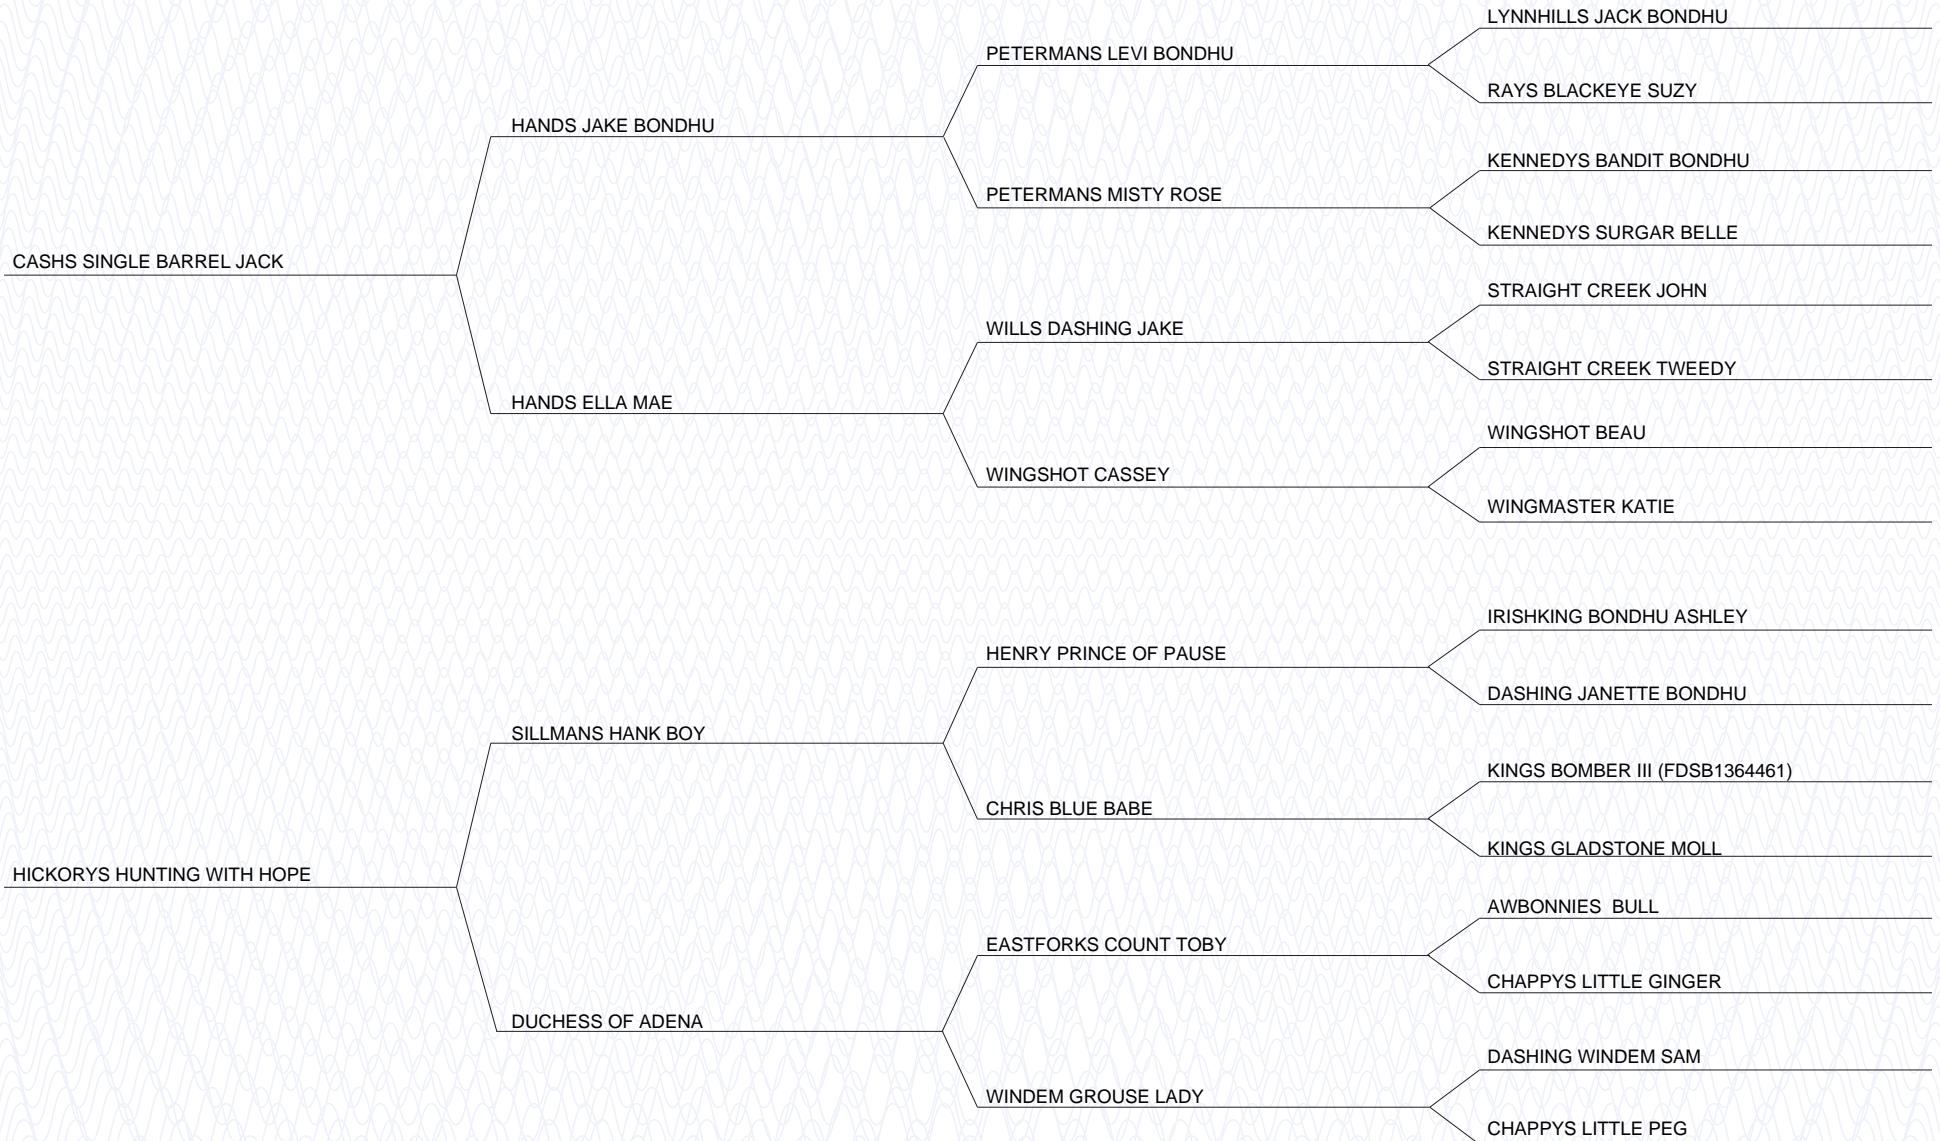 LYNNHILLS JACK BONDHU
PETERMANS LEVI BONDHU
RAYS BLACKEYE SUZY
HANDS JAKE BONDHU
KENNEDYS BANDIT BONDHU
PETERMANS MISTY ROSE
KENNEDYS SURGAR BELLE
CASHS SINGLE BARREL JACK
STRAIGHT CREEK JOHN
WILLS DASHING JAKE
STRAIGHT CREEK TWEEDY
HANDS ELLA MAE
WINGSHOT BEAU
WINGSHOT CASSEY
WINGMASTER KATIE
IRISHKING BONDHU ASHLEY
HENRY PRINCE OF PAUSE
DASHING JANETTE BONDHU
SILLMANS HANK BOY
KINGS BOMBER III (FDSB1364461)
CHRIS BLUE BABE
KINGS GLADSTONE MOLL
HICKORYS HUNTING WITH HOPE
AWBONNIES  BULL
EASTFORKS COUNT TOBY
CHAPPYS LITTLE GINGER
DUCHESS OF ADENA
DASHING WINDEM SAM
WINDEM GROUSE LADY
CHAPPYS LITTLE PEG